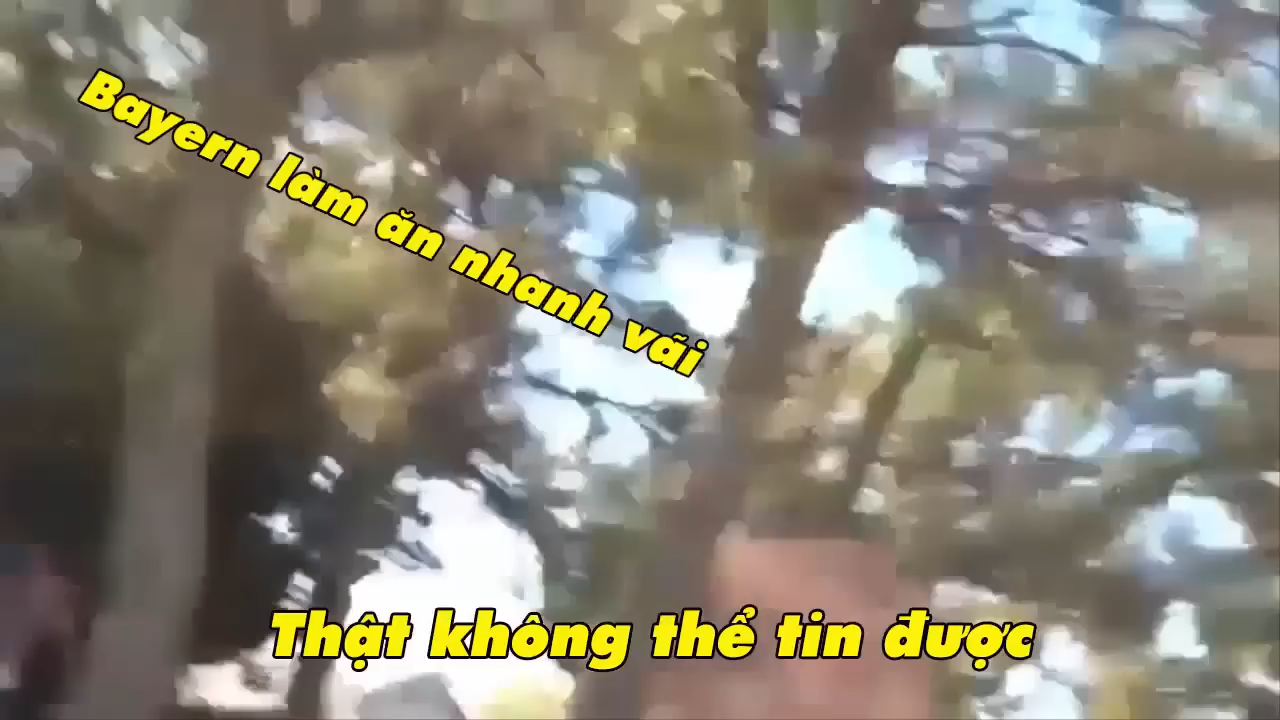 Bayern làm ăn nhanh vãi
Thật không thể tin được